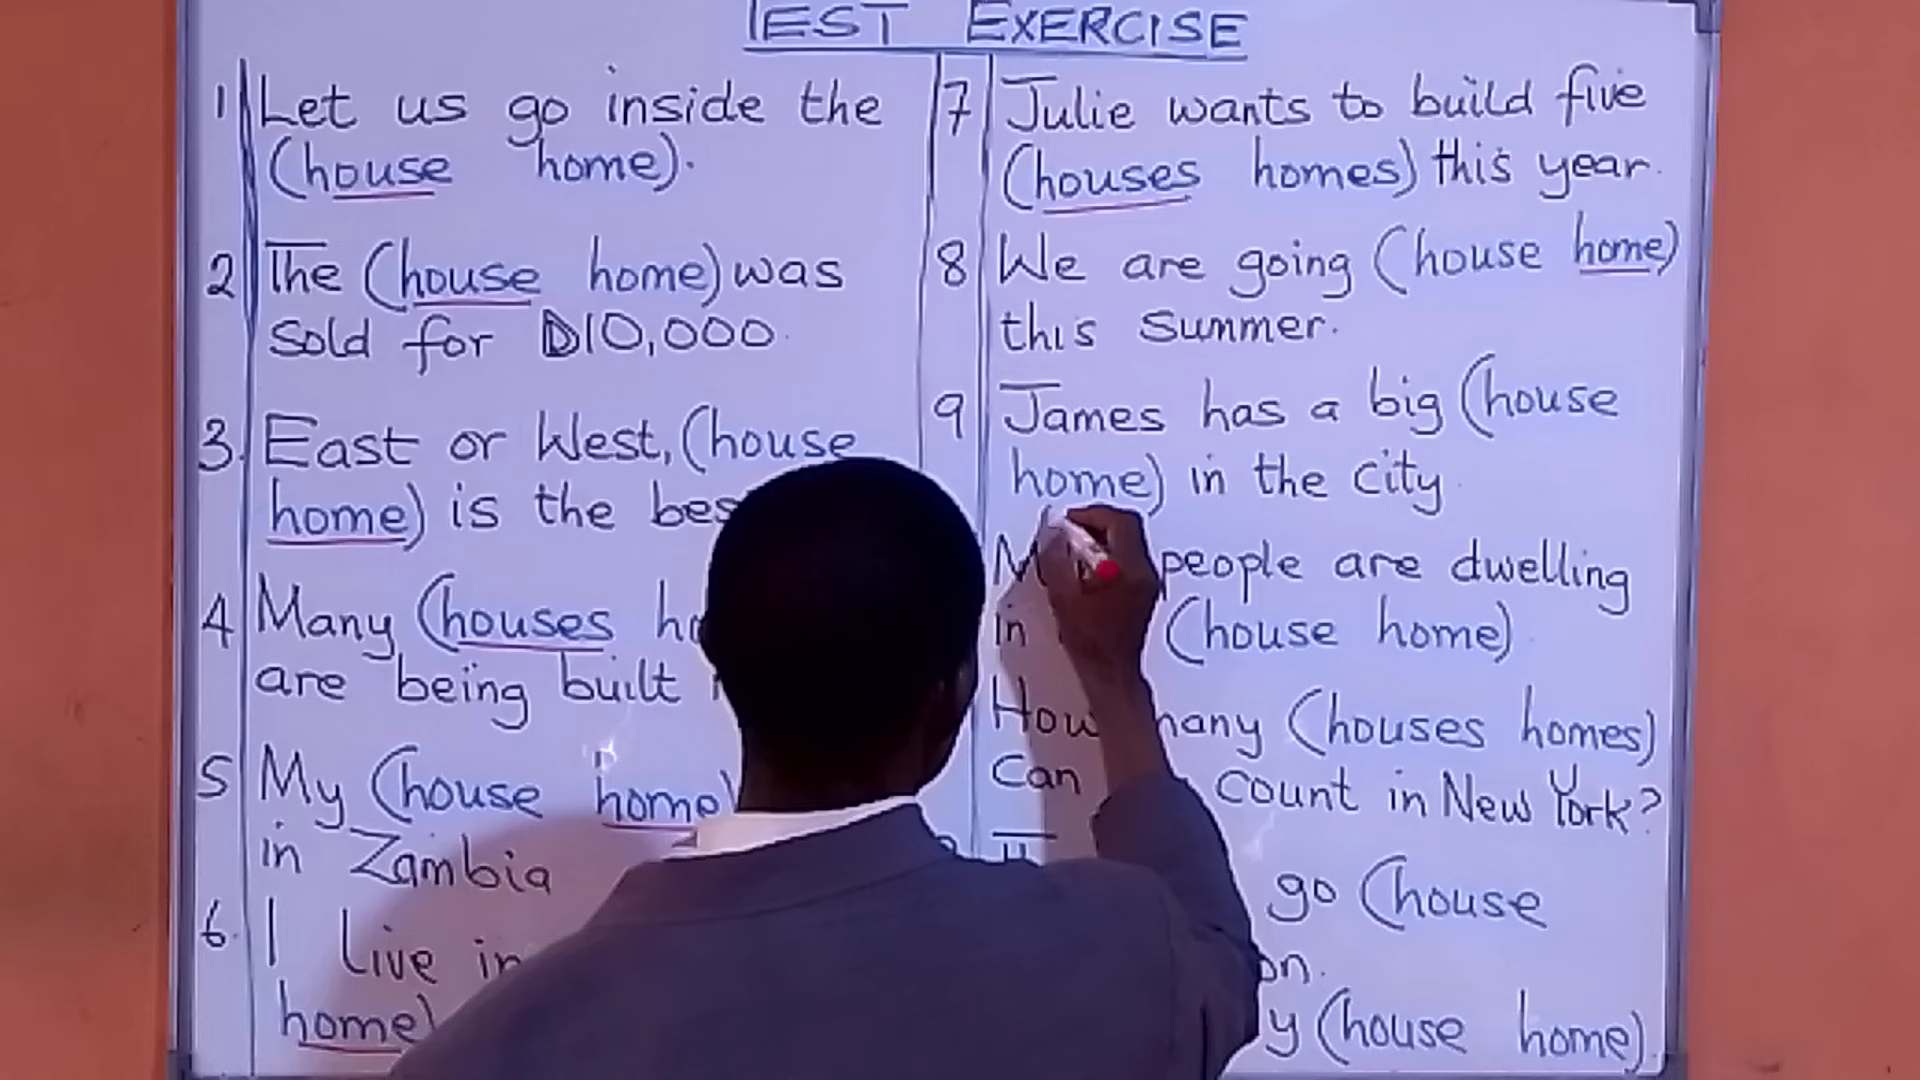 TEST EXERCISE
1 Let us go inside the
(house home).
2 The (house home) was
sold for D10,000.
3. East or West, (house
home) is the
4 Many (houses
are being built
5 My (house home)
in Zambia
6. I live in
home)
7 Julie wants to build five
(houses homes) this year.
8 We are going (house home)
this summer.
9 James has a big (house
home) in the city
people are dwelling
in (house home).
How many (houses homes)
can count in New York?
go (house
(house home).